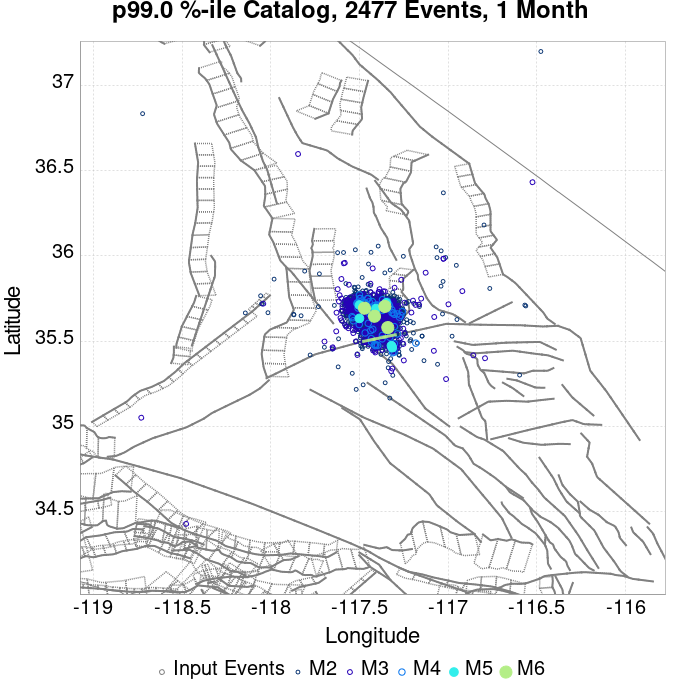 p99.0 %-ile Catalog, 2477 Events, 1 Month
37
36.5
36
35.5
35
34.5
Latitude
-119 -118.5 -118 -117.5 -117 -116.5 -116
Longitude
Input Events M2 M3 M4 M5 M6